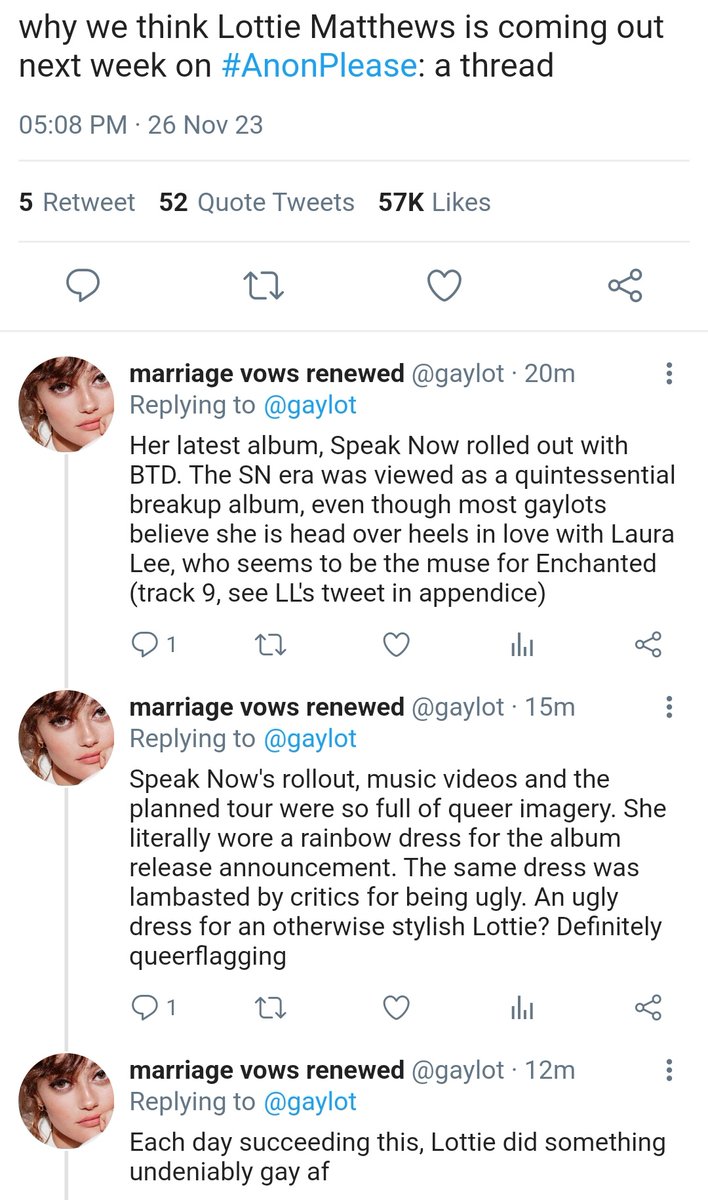 why we think Lottie Matthews is coming out
next week on #AnonPlease: a thread
05:08 PM · 26 Nov 23
5 Retweet 52 Quote Tweets 57K Likes
marriage vows renewed @gaylot · 20m
Replying to @gaylot
Her latest album, Speak Now rolled out with
BTD. The SN era was viewed as a quintessential
breakup album, even though most gaylots
believe she is head over heels in love with Laura
Lee, who seems to be the muse for Enchanted
(track 9, see LL's tweet in appendice)
1
marriage vows renewed @gaylot · 15m
Replying to @gaylot
Speak Now's rollout, music videos and the
planned tour were so full of queer imagery. She
literally wore a rainbow dress for the album
release announcement. The same dress was
lambasted by critics for being ugly. An ugly
dress for an otherwise stylish Lottie? Definitely
queerflagging
1
marriage vows renewed @gaylot · 12m
Replying to @gaylot
Each day succeeding this, Lottie did something
undeniably gay af